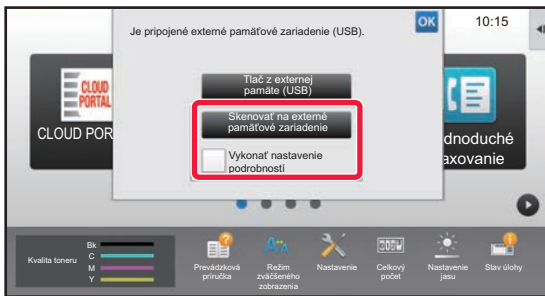 Je pripojené externé pamäťové zariadenie (USB).
OK
10:15
Tlač z externej
pamäte (USB)
Skenovať na externé
pamäťové zariadenie
Vykonať nastavenie
podrobností
CLOUD
PORTAL
CLOUD POR
dnoduché
axovanie
Kvalita toneru
Bk
C
M
Y
Prevádzková
príručka
Režim
zväčšeného
zobrazenia
Nastavenie
Celkový
počet
Nastavenie
jasu
Stav úlohy